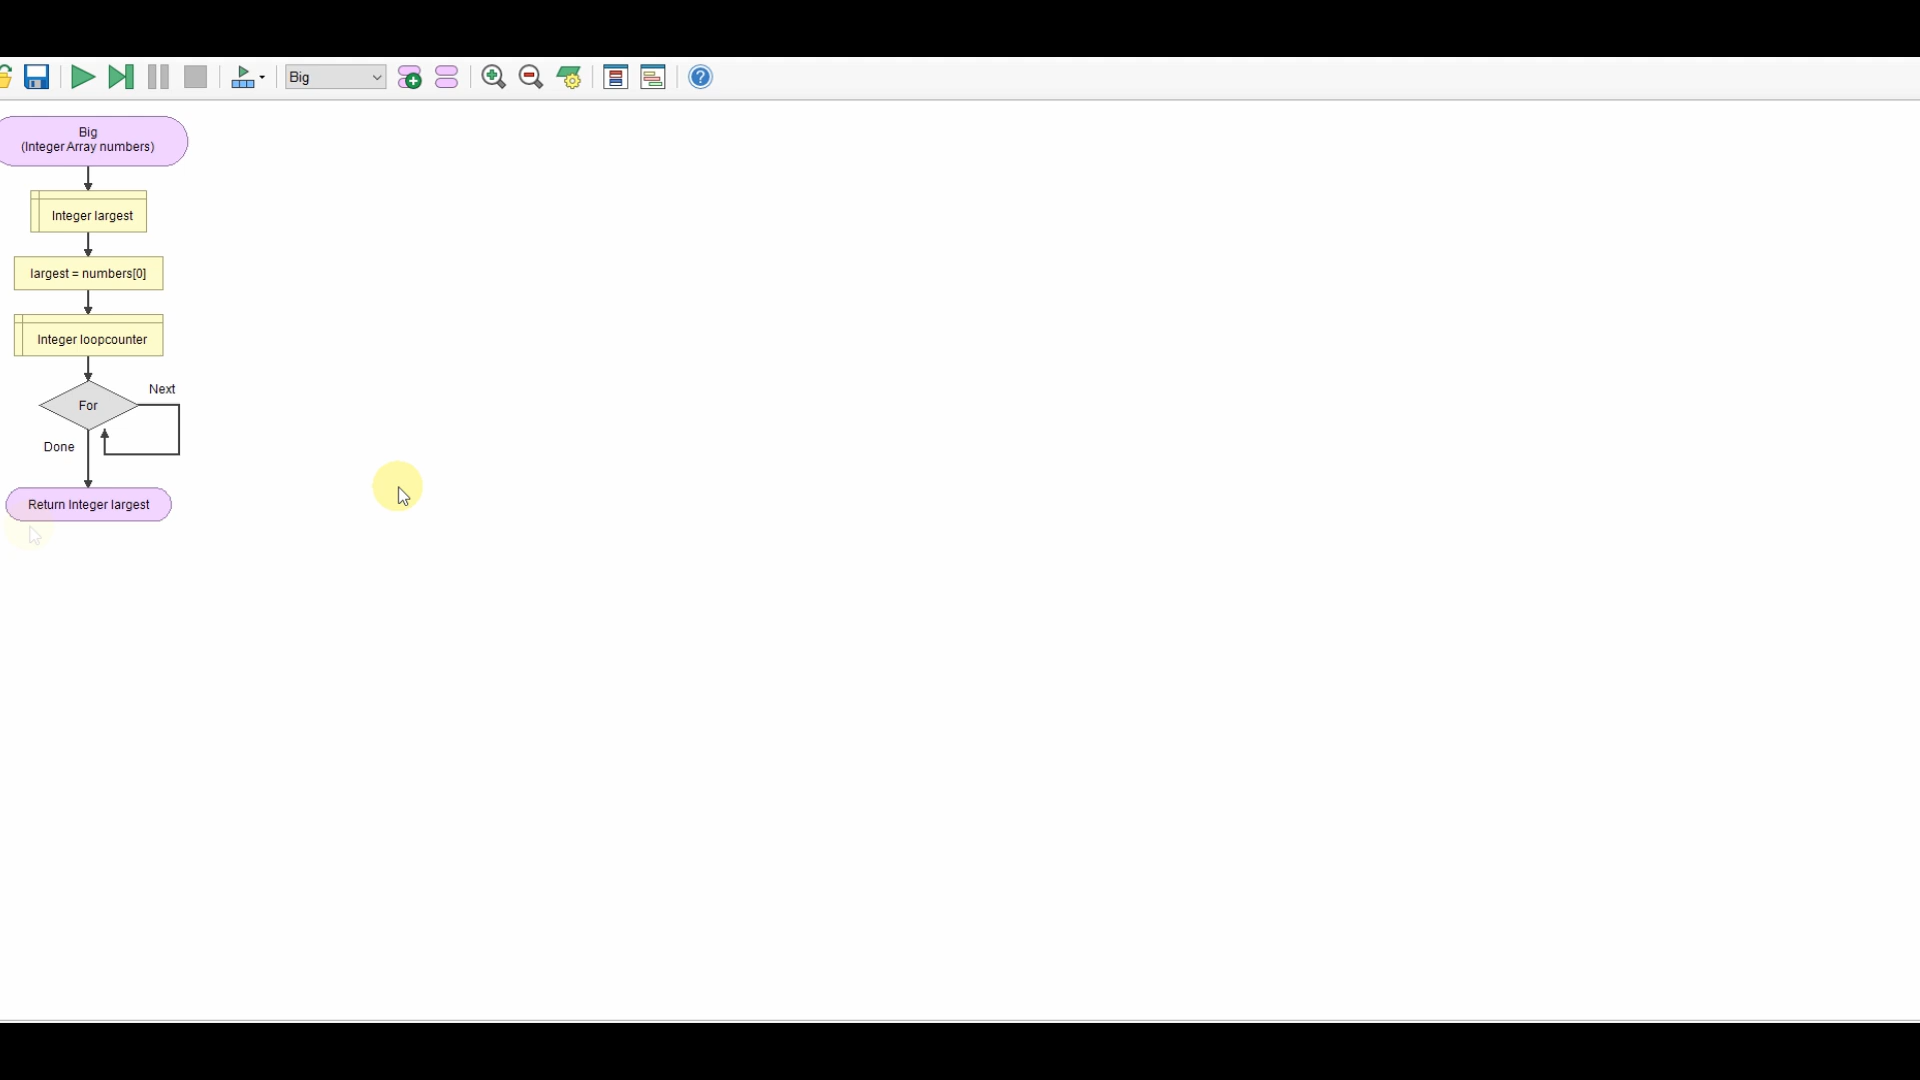 Big
Big
(Integer Array numbers)
Integer largest
largest = numbers[0]
Integer loopcounter
Next
For
Done
Return Integer largest